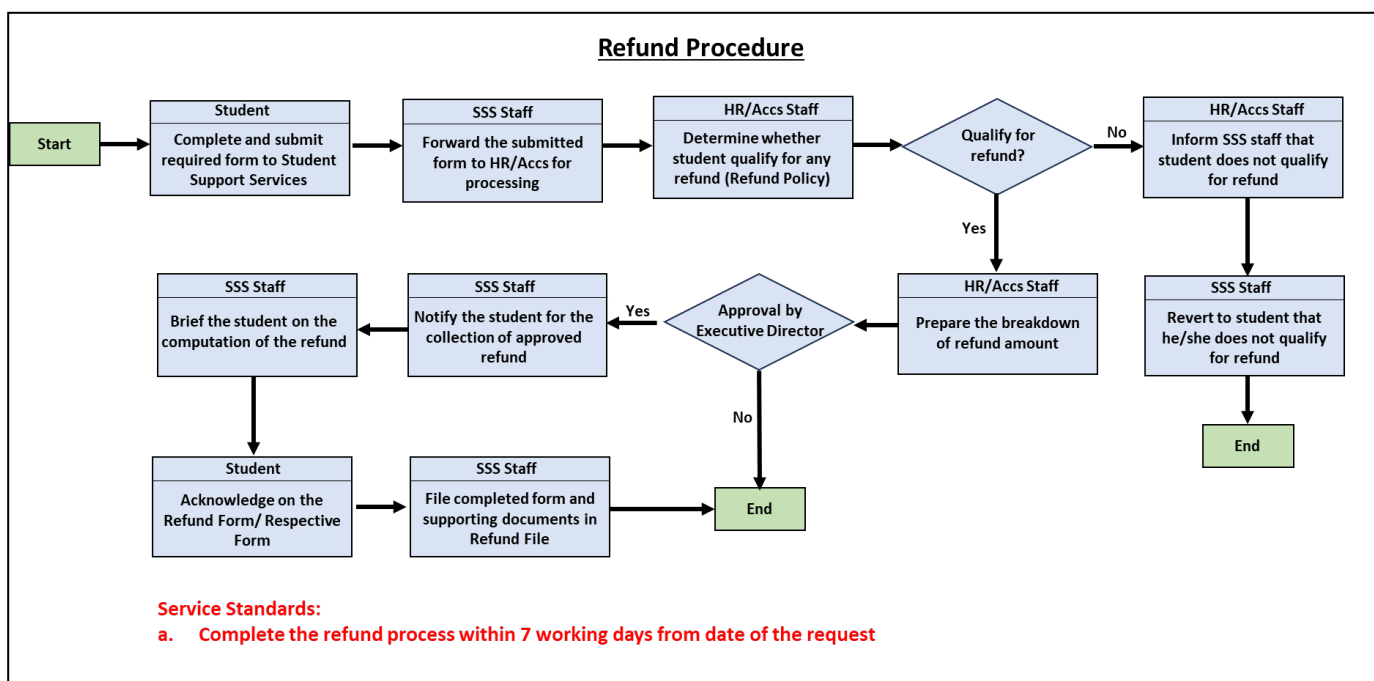 Refund Procedure
Start
Student
Complete and submit
required form to Student
Support Services
SSS Staff
Forward the submitted
form to HR/Accs for
processing
HR/Accs Staff
Determine whether
student qualify for any
refund (Refund Policy)
Qualify for
refund?
No
HR/Accs Staff
Inform SSS staff that
student does not qualify
for refund
Yes
SSS Staff
Revert to student that
he/she does not qualify
for refund
End
HR/Accs Staff
Prepare the breakdown
of refund amount
Approval by
Executive Director
Yes
SSS Staff
Notify the student for the
collection of approved
refund
SSS Staff
Brief the student on the
computation of the refund
No
Student
Acknowledge on the
Refund Form/ Respective
Form
SSS Staff
File completed form and
supporting documents in
Refund File
End
Service Standards:
a. Complete the refund process within 7 working days from date of the request